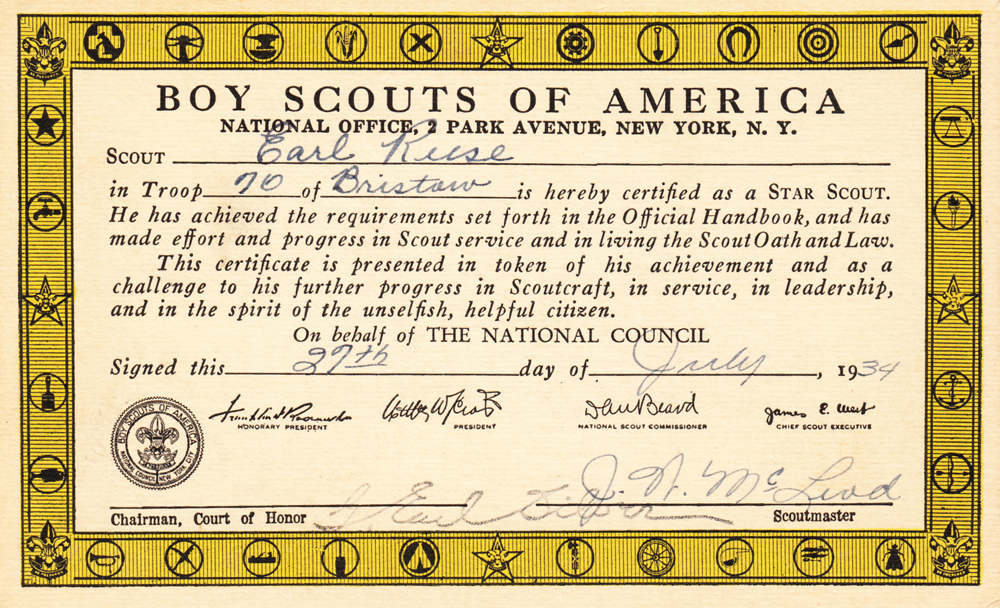 BOY SCOUTS OF AMERICA
NATIONAL OFFICE, 2 PARK AVENUE, NEW YORK, N. Y.
SCOUT Earl Kuse
in Troop 70 of Bristow is hereby certified as a STAR SCOUT.
He has achieved the requirements set forth in the Official Handbook, and has
made effort and progress in Scout service and in living the Scout Oath and Law.
This certificate is presented in token of his achievement and as a
challenge to his further progress in Scoutcraft, in service, in leadership,
and in the spirit of the unselfish, helpful citizen.
On behalf of THE NATIONAL COUNCIL
Signed this 27th day of July, 1934
BOY SCOUTS OF AMERICA
NATIONAL COUNCIL NEW YORK CITY
Franklin D Roosevelt
HONORARY PRESIDENT
PRESIDENT
Dan Beard
NATIONAL SCOUT COMMISSIONER
James E. West
CHIEF SCOUT EXECUTIVE
Earl
J. N. McLeod
Chairman, Court of Honor
Scoutmaster